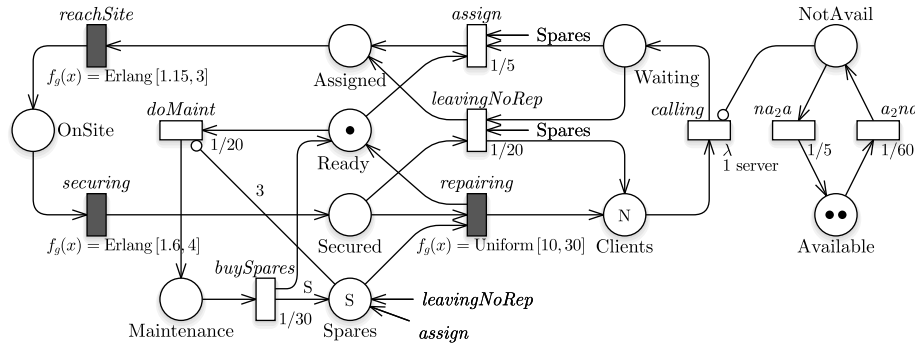 reachSite
assign
NotAvail
Spares
f_g(x) = Erlang [1.15, 3]
Assigned
1/5
Waiting
doMaint
leavingNoRep
calling
na₂a
a₂na
OnSite
1/20
Spares
Ready
1/20
λ
1 server
1/5
1/60
securing
3
repairing
N
f_g(x) = Erlang [1.6, 4]
Secured
f_g(x) = Uniform [10, 30]
Clients
Available
buySpares
S
S
leavingNoRep
Maintenance
1/30
Spares
assign